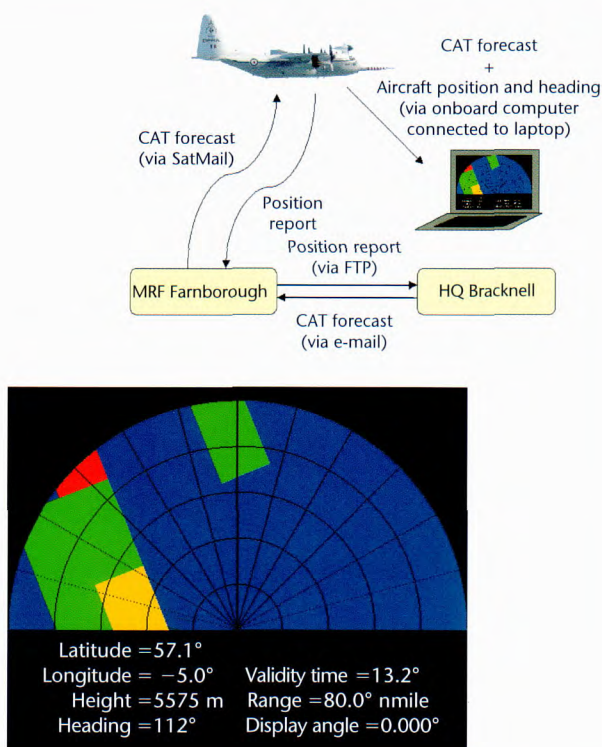 CAT forecast
+
Aircraft position and heading
(via onboard computer
connected to laptop)
CAT forecast
(via SatMail)
Position
report
Position report
(via FTP)
MRF Farnborough
HQ Bracknell
CAT forecast
(via e-mail)
Latitude =57.1°
Longitude = −5.0° Validity time =13.2°
Height =5575 m Range =80.0° nmile
Heading =112° Display angle =0.000°